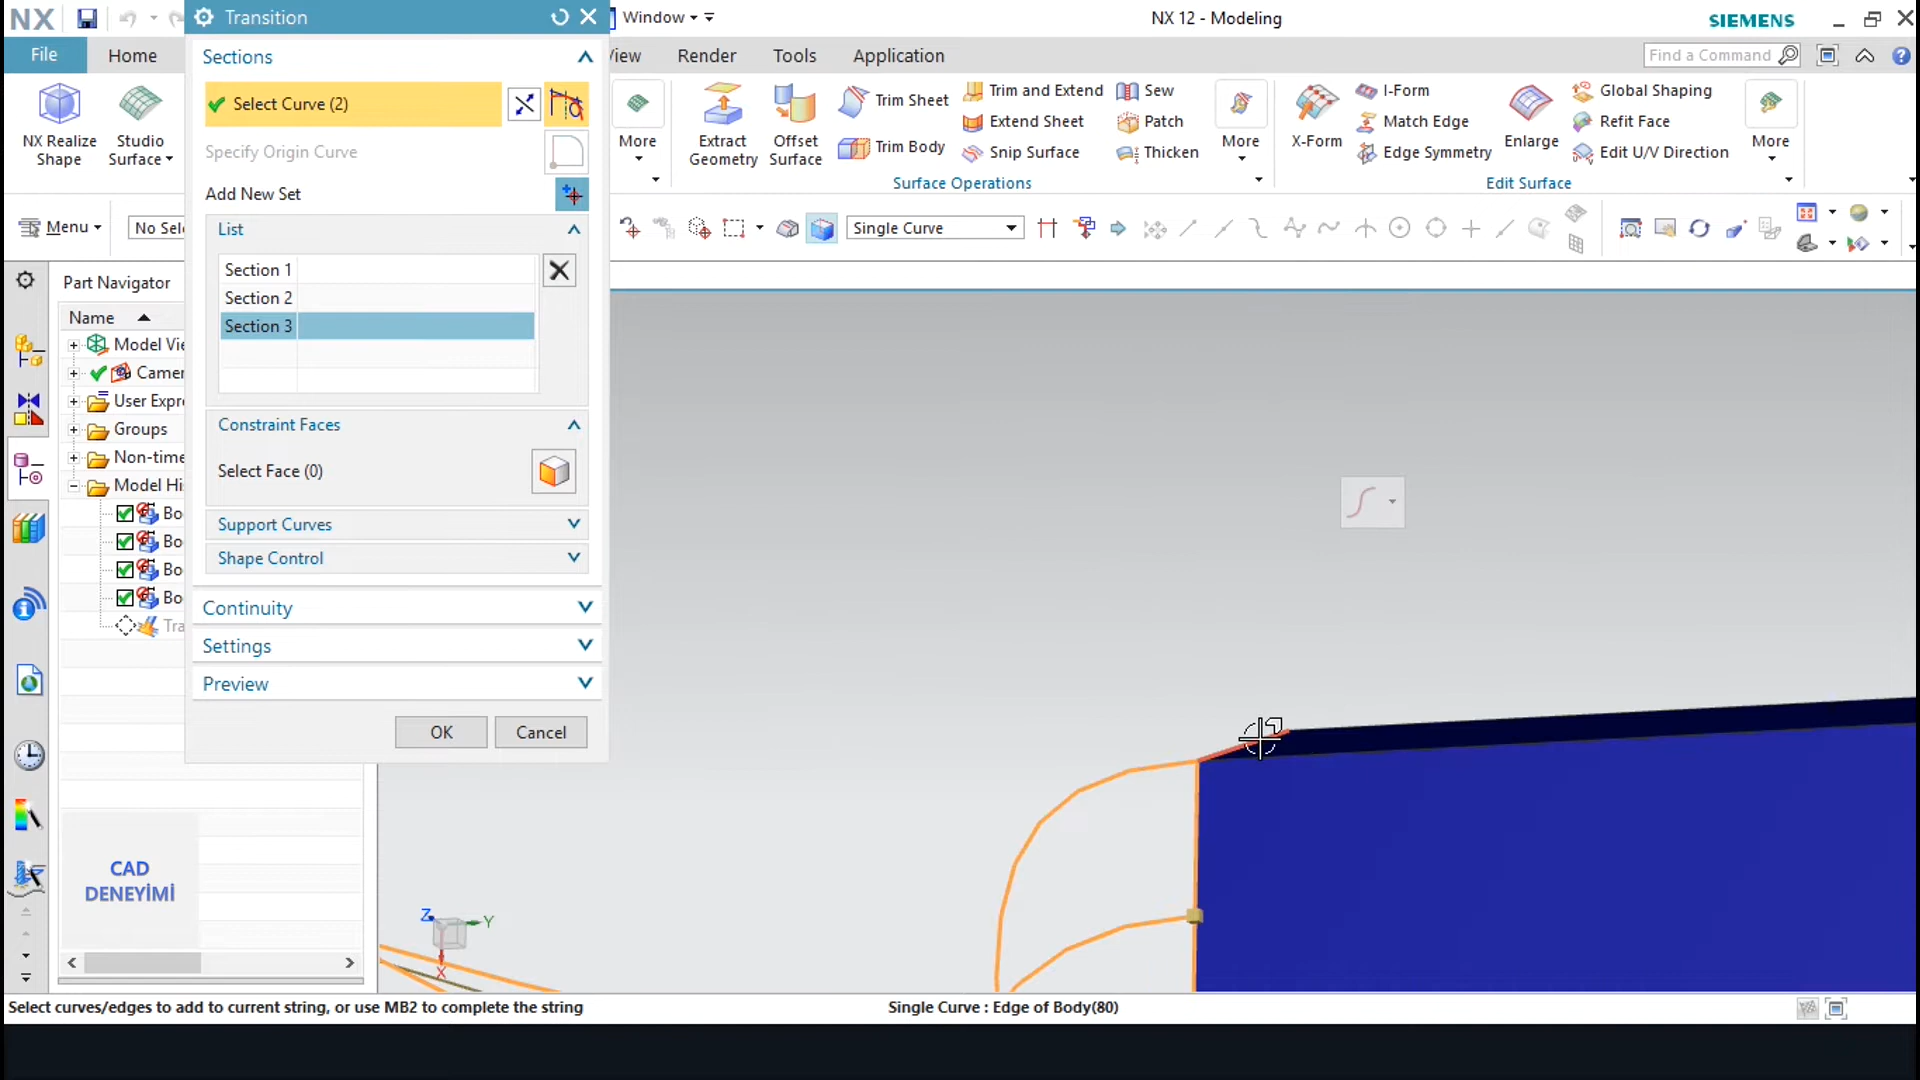 NX
Transition
Window
NX 12 - Modeling
SIEMENS
File
Home
View
Render
Tools
Application
Find a Command
Sections
Select Curve (2)
Specify Origin Curve
Add New Set
List
Section 1
Section 2
Section 3
Constraint Faces
Select Face (0)
Support Curves
Shape Control
Continuity
Settings
Preview
OK
Cancel
NX Realize
Shape
Studio
Surface
More
Extract
Geometry
Offset
Surface
Trim Sheet
Trim Body
Trim and Extend
Extend Sheet
Snip Surface
Sew
Patch
Thicken
More
Surface Operations
X-Form
I-Form
Match Edge
Edge Symmetry
Enlarge
Global Shaping
Refit Face
Edit U/V Direction
More
Edit Surface
Menu
No Sel
Single Curve
Part Navigator
Name
Model Vie
Camer
User Expre
Groups
Non-time
Model Hi
Bo
Bo
Bo
Bo
Tra
CAD
DENEYİMİ
Z
Y
X
Select curves/edges to add to current string, or use MB2 to complete the string
Single Curve : Edge of Body(80)